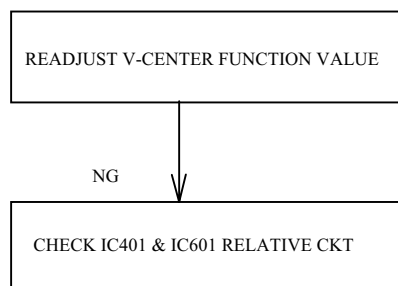 READJUST V-CENTER FUNCTION VALUE
NG
CHECK IC401 & IC601 RELATIVE CKT